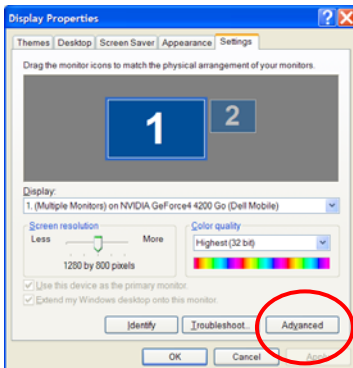 Display Properties
Themes Desktop Screen Saver Appearance Settings
Drag the monitor icons to match the physical arrangement of your monitors.
1 2
Display:
1. (Multiple Monitors) on NVIDIA GeForce4 4200 Go (Dell Mobile)
Screen resolution Color quality
Less More Highest (32 bit)
1280 by 800 pixels
Use this device as the primary monitor.
Extend my Windows desktop onto this monitor.
Identify Troubleshoot... Advanced
OK Cancel Apply